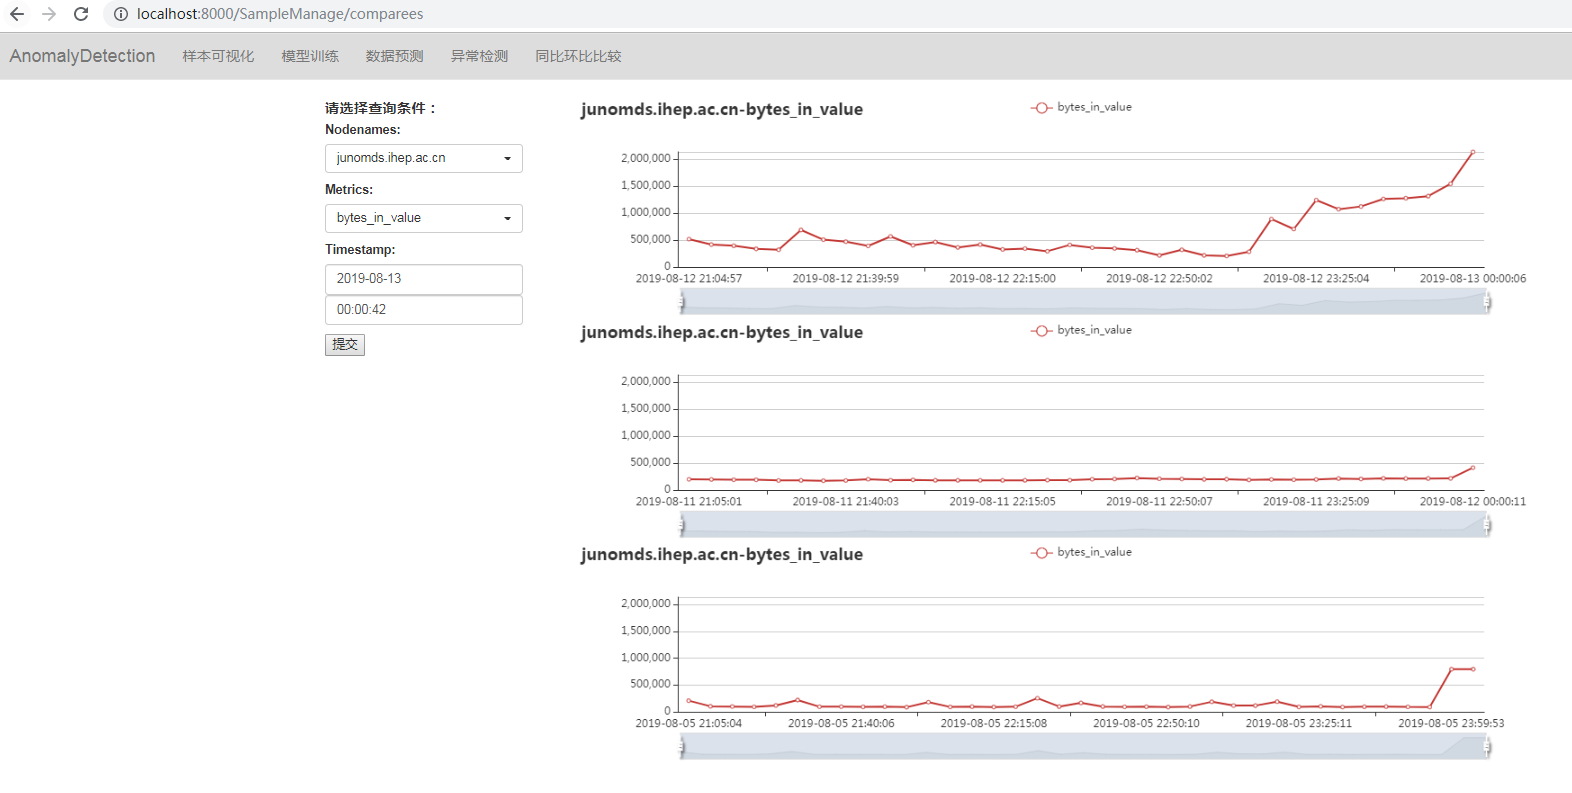 localhost:8000/SampleManage/comparees
AnomalyDetection 样本可视化 模型训练 数据预测 异常检测 同比环比比较
请选择查询条件：
Nodenames:
junomds.ihep.ac.cn
Metrics:
bytes_in_value
Timestamp:
2019-08-13
00:00:42
提交
junomds.ihep.ac.cn-bytes_in_value
bytes_in_value
2,000,000
1,500,000
1,000,000
500,000
0
2019-08-12 21:04:57 2019-08-12 21:39:59 2019-08-12 22:15:00 2019-08-12 22:50:02 2019-08-12 23:25:04 2019-08-13 00:00:06
junomds.ihep.ac.cn-bytes_in_value
bytes_in_value
2,000,000
1,500,000
1,000,000
500,000
0
2019-08-11 21:05:01 2019-08-11 21:40:03 2019-08-11 22:15:05 2019-08-11 22:50:07 2019-08-11 23:25:09 2019-08-12 00:00:11
junomds.ihep.ac.cn-bytes_in_value
bytes_in_value
2,000,000
1,500,000
1,000,000
500,000
0
2019-08-05 21:05:04 2019-08-05 21:40:06 2019-08-05 22:15:08 2019-08-05 22:50:10 2019-08-05 23:25:11 2019-08-05 23:59:53